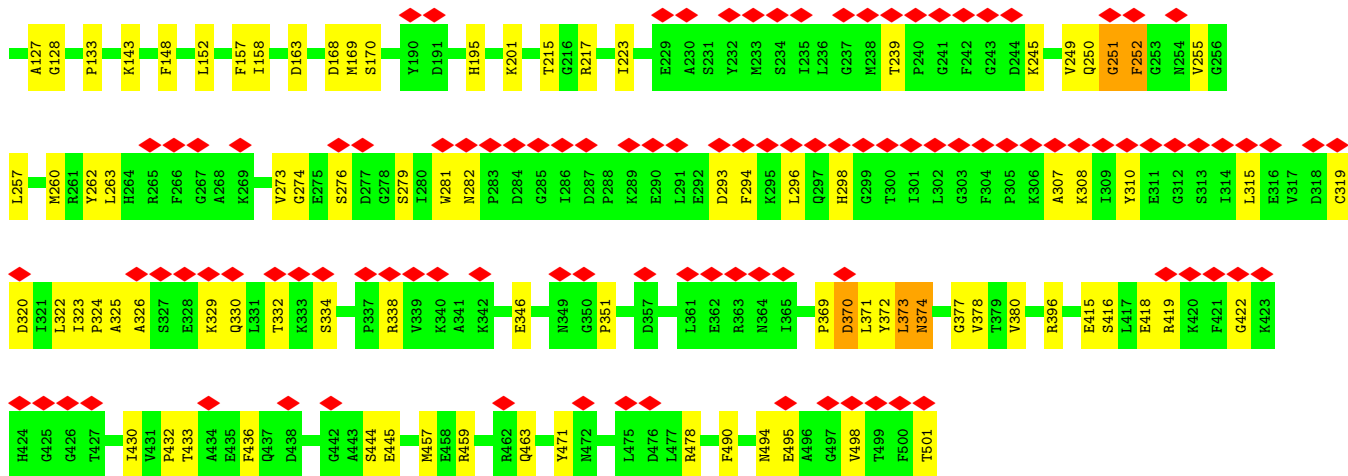 A127 G128 P133 K143 F148 L152 F157 I158 D163 D168 M169 S170 Y190 D191 H195 K201 T215 G216 R217 I223 E229 A230 S231 Y232 M233 S234 I235 L236 G237 M238 T239 P240 G241 F242 G243 D244 K245 V249 Q250 G251 F252 G253 N254 V255 G256
L257 M260 R261 Y262 L263 H264 R265 F266 G267 A268 K269 V273 G274 E275 S276 D277 G278 S279 I280 W281 N282 P283 D284 G285 I286 D287 P288 K289 E290 L291 E292 D293 F294 K295 L296 Q297 H298 G299 T300 I301 L302 G303 F304 P305 K306 A307 K308 I309 Y310 E311 G312 S313 I314 L315 E316 V317 D318 C319
D320 I321 L322 I323 P324 A325 A326 S327 E328 K329 Q330 L331 T332 K333 S334 P337 R338 V339 K340 A341 K342 E346 N349 G350 P351 D357 L361 E362 R363 N364 I365 P369 D370 L371 Y372 L373 N374 G377 V378 T379 V380 R396 E415 S416 L417 E418 R419 K420 F421 G422 K423
H424 G425 G426 T427 I430 V431 P432 T433 A434 E435 F436 Q437 D438 G442 A443 S444 E445 M457 E458 R459 R462 Q463 Y471 N472 L475 D476 L477 R478 F490 N494 E495 A496 G497 V498 T499 F500 T501